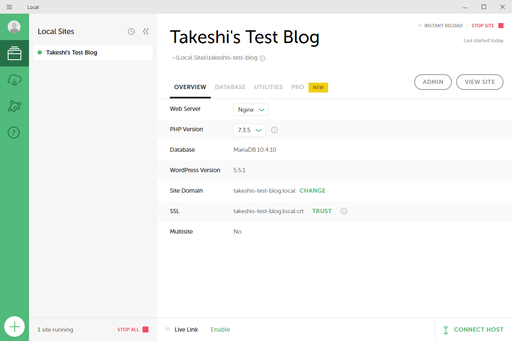 Local
Local Sites
Takeshi's Test Blog
1 site running
STOP ALL
INSTANT RELOAD
STOP SITE
Takeshi's Test Blog
Last started today
~\Local Sites\takeshis-test-blog
ADMIN
VIEW SITE
OVERVIEW
DATABASE
UTILITIES
PRO
NEW
Web Server
Nginx
PHP Version
7.3.5
Database
MariaDB 10.4.10
WordPress Version
5.5.1
Site Domain
takeshis-test-blog.local
CHANGE
SSL
takeshis-test-blog.local.crt
TRUST
Multisite
No
Live Link
Enable
CONNECT HOST